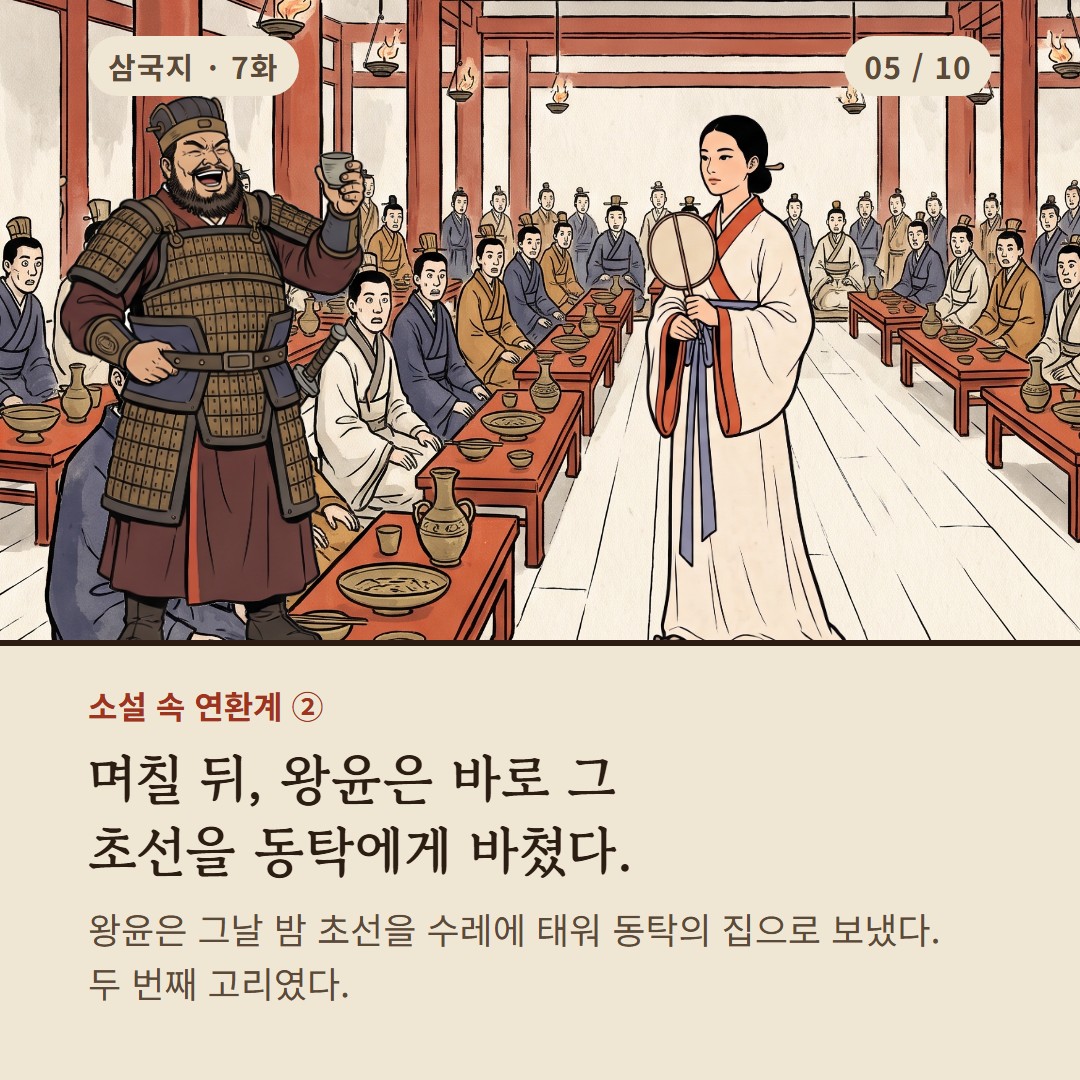 삼국지 · 7화
05 / 10
소설 속 연환계 ②
며칠 뒤, 왕윤은 바로 그
초선을 동탁에게 바쳤다.
왕윤은 그날 밤 초선을 수레에 태워 동탁의 집으로 보냈다.
두 번째 고리였다.